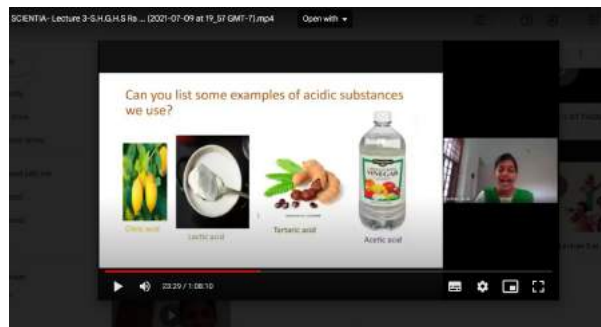 SCIENTIA- Lecture 3-S.H.G.H.S Ra ... (2021-07-09 at 19_57 GMT-7).mp4
Open with
Can you list some examples of acidic substances
we use?
VINEGAR
Citric acid
Lactic acid
Tartaric acid
Acetic acid
23:29 / 1:08:10